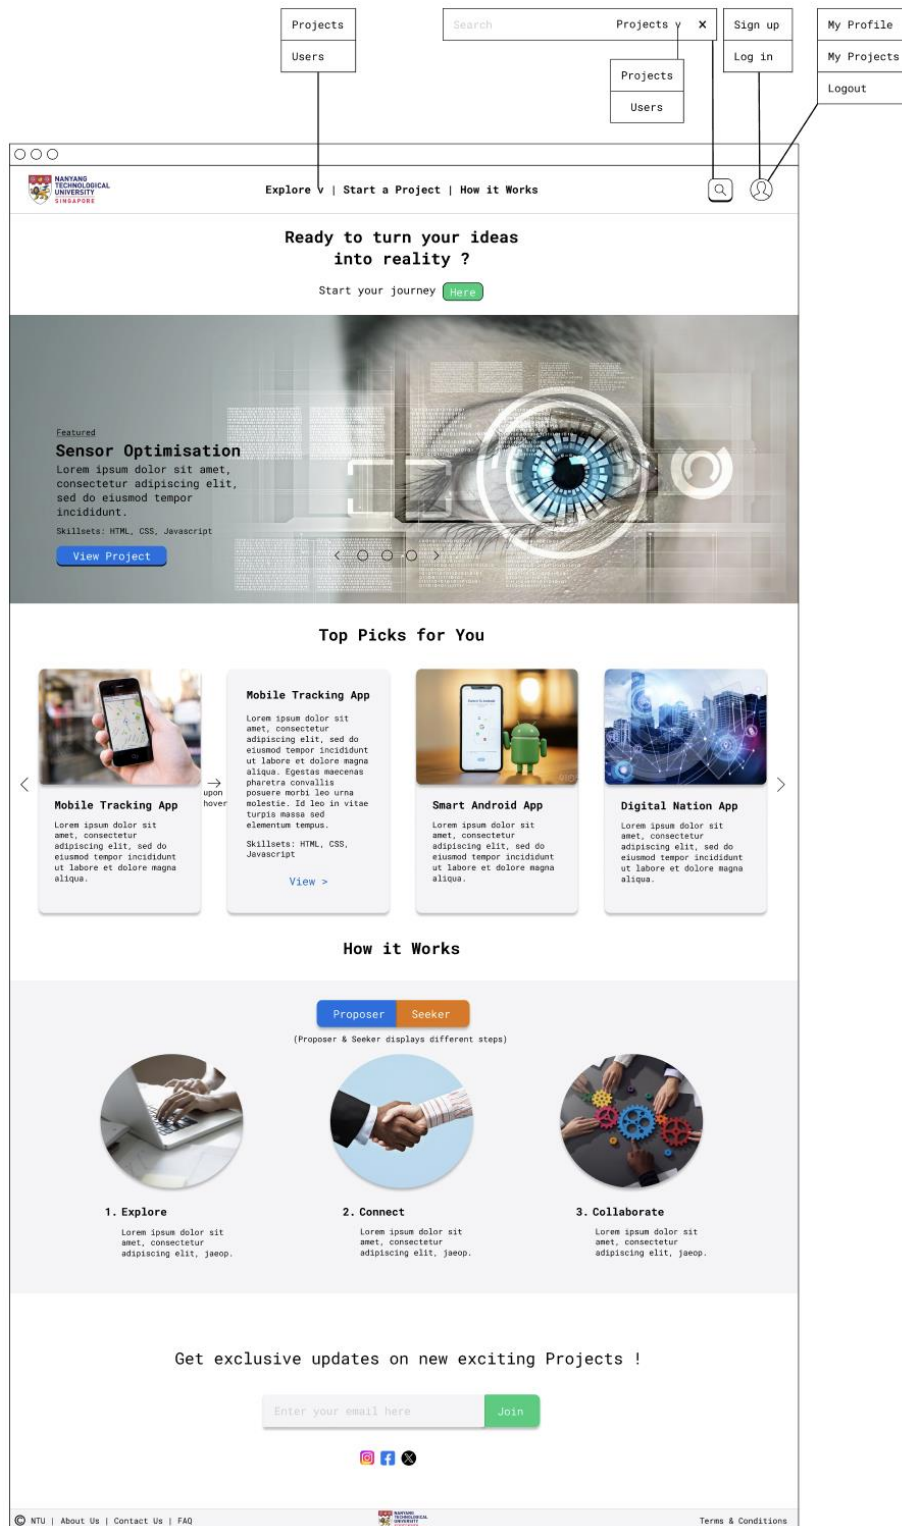 Projects
Users
Search
Projects v
×
Projects
Users
Sign up
Log in
My Profile
My Projects
Logout
NANYANG
TECHNOLOGICAL
UNIVERSITY
SINGAPORE
Explore v | Start a Project | How it Works
Ready to turn your ideas
into reality ?
Start your journey Here
Featured
Sensor Optimisation
Lorem ipsum dolor sit amet,
consectetur adipiscing elit,
sed do eiusmod tempor
incididunt.
Skillsets: HTML, CSS, Javascript
View Project
Top Picks for You
Mobile Tracking App
Lorem ipsum dolor sit
amet, consectetur
adipiscing elit, sed do
eiusmod tempor incididunt
ut labore et dolore magna
aliqua.
upon
hover
Mobile Tracking App
Lorem ipsum dolor sit
amet, consectetur
adipiscing elit, sed do
eiusmod tempor incididunt
ut labore et dolore magna
aliqua. Egestas maecenas
pharetra convallis
posuere morbi leo urna
molestie. Id leo in vitae
turpis massa sed
elementum tempus.
Skillsets: HTML, CSS,
Javascript
View >
Smart Android App
Lorem ipsum dolor sit
amet, consectetur
adipiscing elit, sed do
eiusmod tempor incididunt
ut labore et dolore magna
aliqua.
Digital Nation App
Lorem ipsum dolor sit
amet, consectetur
adipiscing elit, sed do
eiusmod tempor incididunt
ut labore et dolore magna
aliqua.
How it Works
Proposer Seeker
(Proposer & Seeker displays different steps)
1. Explore
Lorem ipsum dolor sit
amet, consectetur
adipiscing elit, jaeop.
2. Connect
Lorem ipsum dolor sit
amet, consectetur
adipiscing elit, jaeop.
3. Collaborate
Lorem ipsum dolor sit
amet, consectetur
adipiscing elit, jaeop.
Get exclusive updates on new exciting Projects !
Enter your email here
Join
© NTU | About Us | Contact Us | FAQ
NANYANG
TECHNOLOGICAL
UNIVERSITY
SINGAPORE
Terms & Conditions